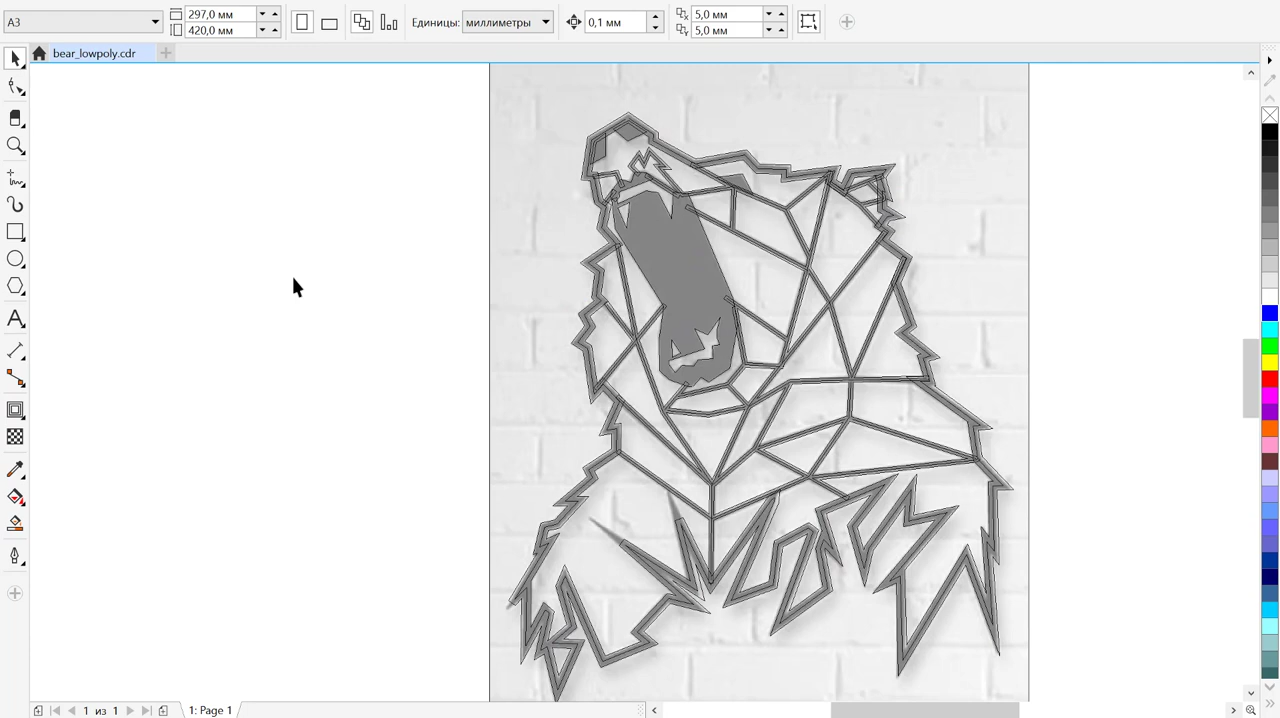 A3
297,0 мм
420,0 мм
Единицы: миллиметры
0,1 мм
5,0 мм
5,0 мм
bear_lowpoly.cdr
1 из 1
1: Page 1